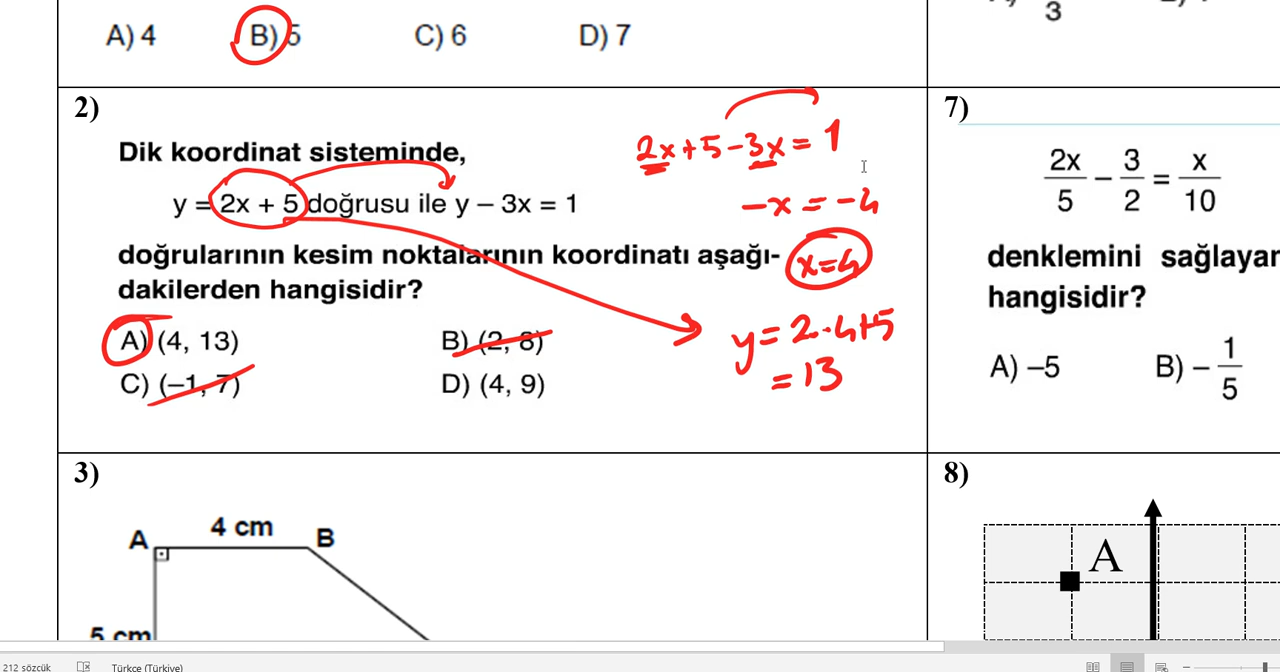 A) 4 B) 5 C) 6 D) 7
3
2)
Dik koordinat sisteminde,
y = 2x + 5 doğrusu ile y – 3x = 1
doğrularının kesim noktalarının koordinatı aşağı-
dakilerden hangisidir?
A) (4, 13) B) (2, 8)
C) (–1, 7) D) (4, 9)
2x+5-3x=1
-x=-4
x=4
y=2·4+5
=13
3)
A 4 cm B
5 cm
7)
2x/5 – 3/2 = x/10
denklemini sağlayan
hangisidir?
A) –5 B) –1/5
8)
A
212 sözcük Türkçe (Türkiye)